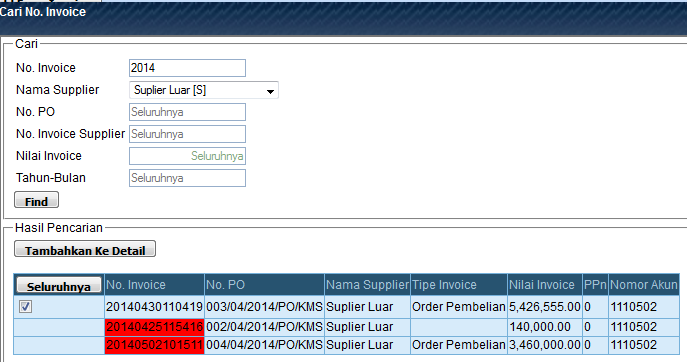 Cari No. Invoice
Cari
No. Invoice 2014
Nama Supplier Suplier Luar [S]
No. PO Seluruhnya
No. Invoice Supplier Seluruhnya
Nilai Invoice Seluruhnya
Tahun-Bulan Seluruhnya
Find
Hasil Pencarian
Tambahkan Ke Detail
Seluruhnya No. Invoice No. PO Nama Supplier Tipe Invoice Nilai Invoice PPn Nomor Akun
20140430110419 003/04/2014/PO/KMS Suplier Luar Order Pembelian 5,426,555.00 0 1110502
20140425115416 002/04/2014/PO/KMS Suplier Luar 140,000.00 0 1110502
20140502101511 004/04/2014/PO/KMS Suplier Luar Order Pembelian 3,460,000.00 0 1110502